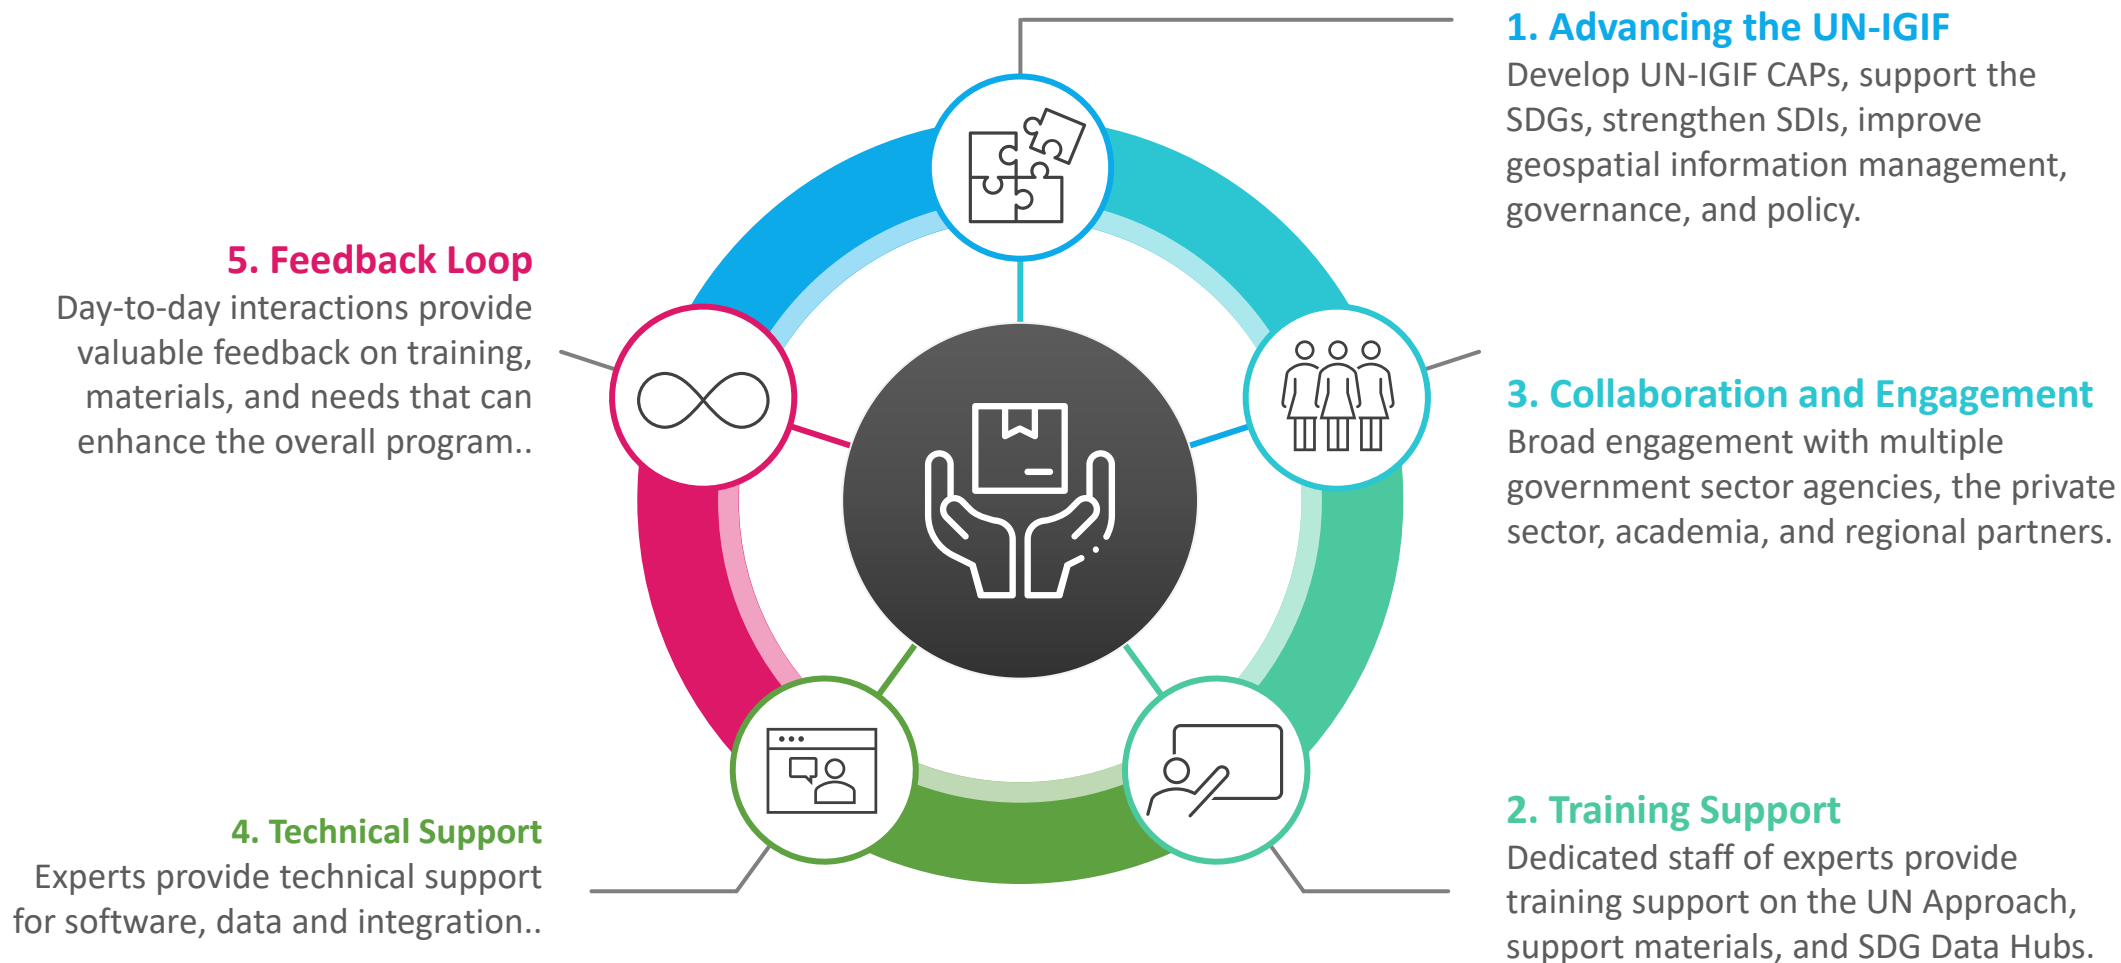 1. Advancing the UN-IGIF
Develop UN-IGIF CAPs, support the
SDGs, strengthen SDIs, improve
geospatial information management,
governance, and policy.
3. Collaboration and Engagement
Broad engagement with multiple
government sector agencies, the private
sector, academia, and regional partners.
2. Training Support
Dedicated staff of experts provide
training support on the UN Approach,
support materials, and SDG Data Hubs.
4. Technical Support
Experts provide technical support
for software, data and integration..
5. Feedback Loop
Day-to-day interactions provide
valuable feedback on training,
materials, and needs that can
enhance the overall program..